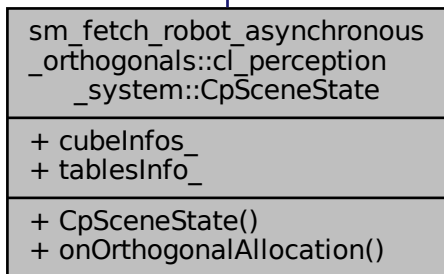 sm_fetch_robot_asynchronous
_orthogonals::cl_perception
_system::CpSceneState
+ cubeInfos_
+ tablesInfo_
+ CpSceneState()
+ onOrthogonalAllocation()